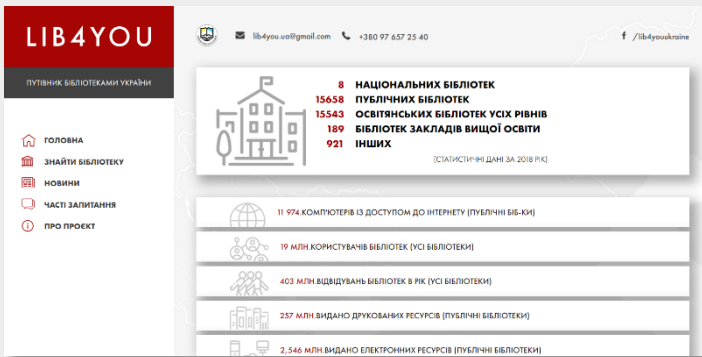 LIB4YOU
ПУТІВНИК БІБЛІОТЕКАМИ УКРАЇНИ
ГОЛОВНА
ЗНАЙТИ БІБЛІОТЕКУ
НОВИНИ
ЧАСТІ ЗАПИТАННЯ
ПРО ПРОЄКТ
lib4you.ua@gmail.com +380 97 657 25 40 /lib4youukraine
8 НАЦІОНАЛЬНИХ БІБЛІОТЕК
15658 ПУБЛІЧНИХ БІБЛІОТЕК
15543 ОСВІТЯНСЬКИХ БІБЛІОТЕК УСІХ РІВНІВ
189 БІБЛІОТЕК ЗАКЛАДІВ ВИЩОЇ ОСВІТИ
921 ІНШИХ
(СТАТИСТИЧНІ ДАНІ ЗА 2018 РІК)
11 974.КОМП'ЮТЕРІВ ІЗ ДОСТУПОМ ДО ІНТЕРНЕТУ (ПУБЛІЧНІ БІБ-КИ)
19 МЛН.КОРИСТУВАЧІВ БІБЛІОТЕК (УСІ БІБЛІОТЕКИ)
403 МЛН.ВІДВІДУВАНЬ БІБЛІОТЕК В РІК (УСІ БІБЛІОТЕКИ)
257 МЛН.ВИДАНО ДРУКОВАНИХ РЕСУРСІВ (ПУБЛІЧНІ БІБЛІОТЕКИ)
2,546 МЛН.ВИДАНО ЕЛЕКТРОННИХ РЕСУРСІВ (ПУБЛІЧНІ БІБЛІОТЕКИ)